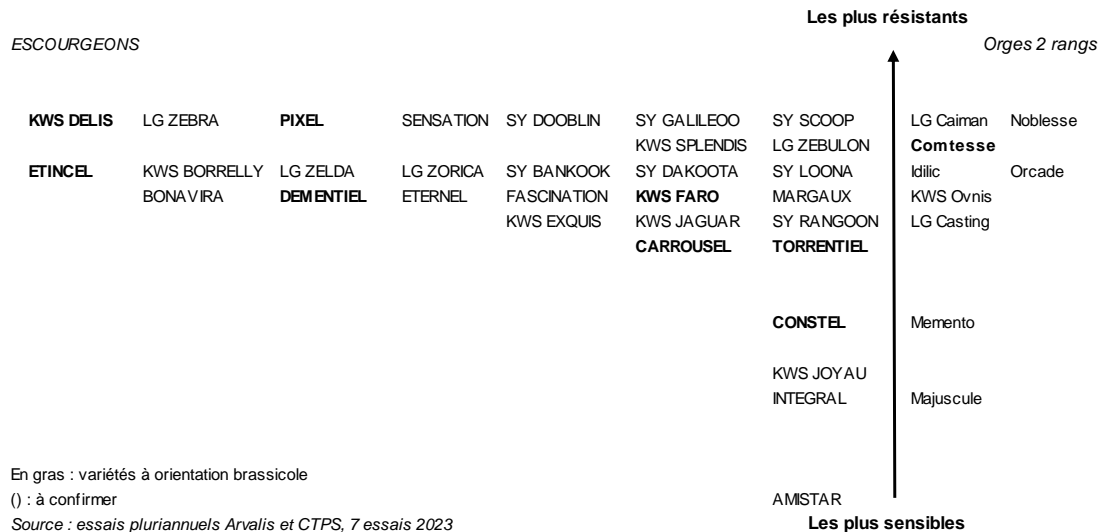 Les plus résistants
ESCOURGEONS Orges 2 rangs
KWS DELIS LG ZEBRA PIXEL SENSATION SY DOOBLIN SY GALILEOO SY SCOOP LG Caiman Noblesse
KWS SPLENDIS LG ZEBULON Comtesse
ETINCEL KWS BORRELLY LG ZELDA LG ZORICA SY BANKOOK SY DAKOOTA SY LOONA Idilic Orcade
BONAVIRA DEMENTIEL ETERNEL FASCINATION KWS FARO MARGAUX KWS Ovnis
KWS EXQUIS KWS JAGUAR SY RANGOON LG Casting
CARROUSEL TORRENTIEL
CONSTEL Memento
KWS JOYAU
INTEGRAL Majuscule
En gras : variétés à orientation brassicole
() : à confirmer AMISTAR
Source : essais pluriannuels Arvalis et CTPS, 7 essais 2023 Les plus sensibles